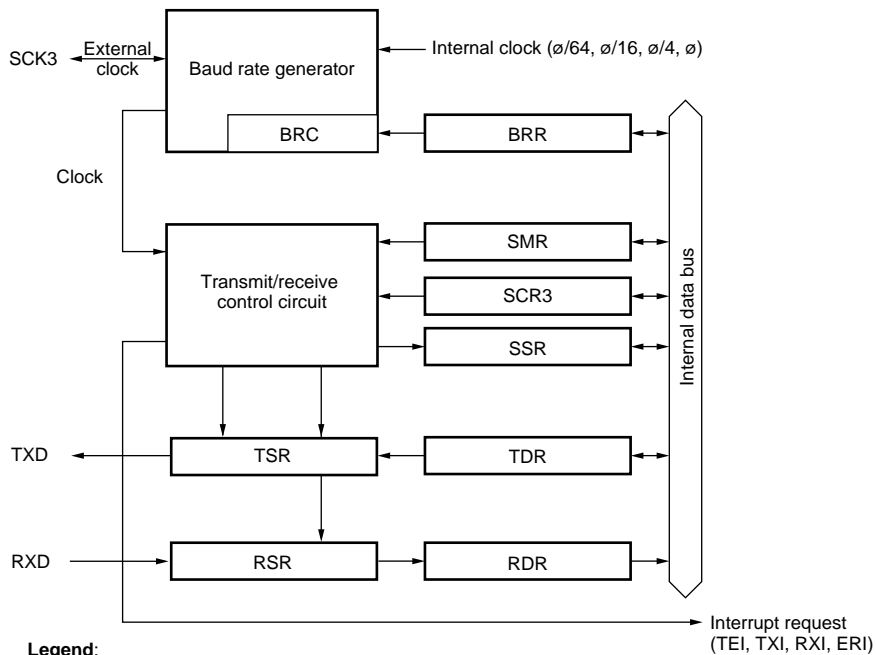 SCK3
External
clock
Baud rate generator
Internal clock (ø/64, ø/16, ø/4, ø)
BRC
BRR
Clock
Transmit/receive
control circuit
SMR
SCR3
SSR
Internal data bus
TXD
TSR
TDR
RXD
RSR
RDR
Interrupt request
(TEI, TXI, RXI, ERI)
Legend: